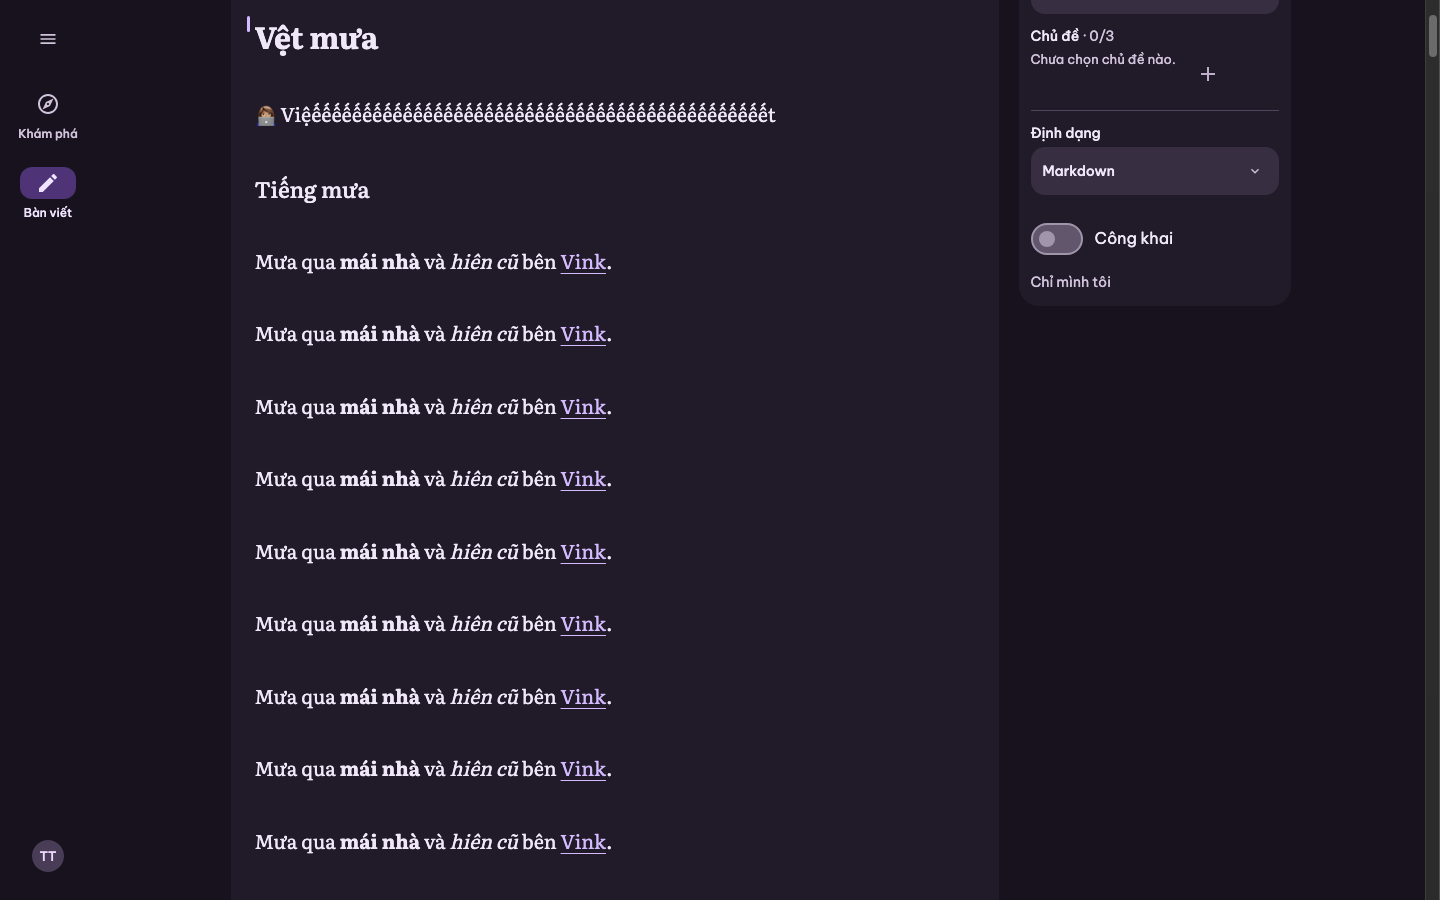 Khám phá
Bàn viết
TT
Vệt mưa
🧑🏽‍💻 Việếếếếếếếếếếếếếếếếếếếếếếếếếếếếếếếếếếếếếếếếếếếếết
Tiếng mưa
Mưa qua mái nhà và hiên cũ bên Vink.
Mưa qua mái nhà và hiên cũ bên Vink.
Mưa qua mái nhà và hiên cũ bên Vink.
Mưa qua mái nhà và hiên cũ bên Vink.
Mưa qua mái nhà và hiên cũ bên Vink.
Mưa qua mái nhà và hiên cũ bên Vink.
Mưa qua mái nhà và hiên cũ bên Vink.
Mưa qua mái nhà và hiên cũ bên Vink.
Mưa qua mái nhà và hiên cũ bên Vink.
Chủ đề · 0/3
Chưa chọn chủ đề nào.
Định dạng
Markdown
Công khai
Chỉ mình tôi